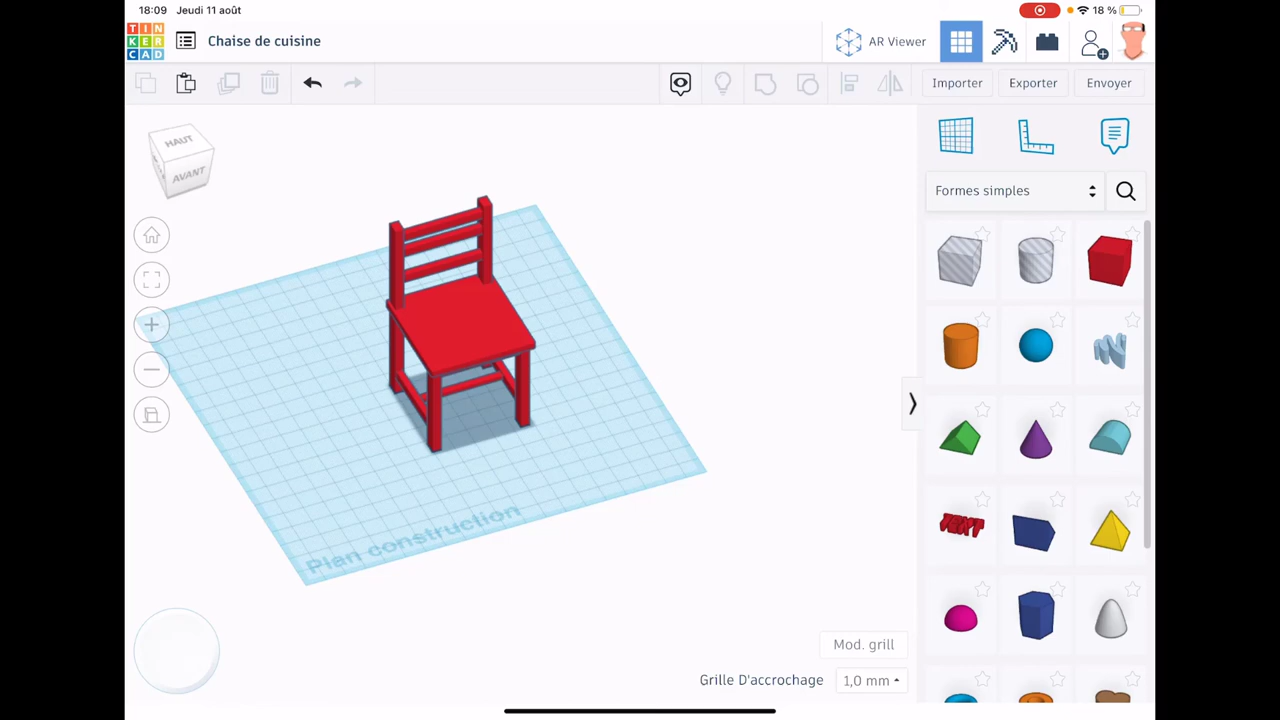 18:09 Jeudi 11 août
18 %
TIN
KER
CAD
Chaise de cuisine
AR Viewer
Importer
Exporter
Envoyer
HAUT
AVANT
Formes simples
TEXT
Plan construction
Mod. grill
Grille D'accrochage
1,0 mm